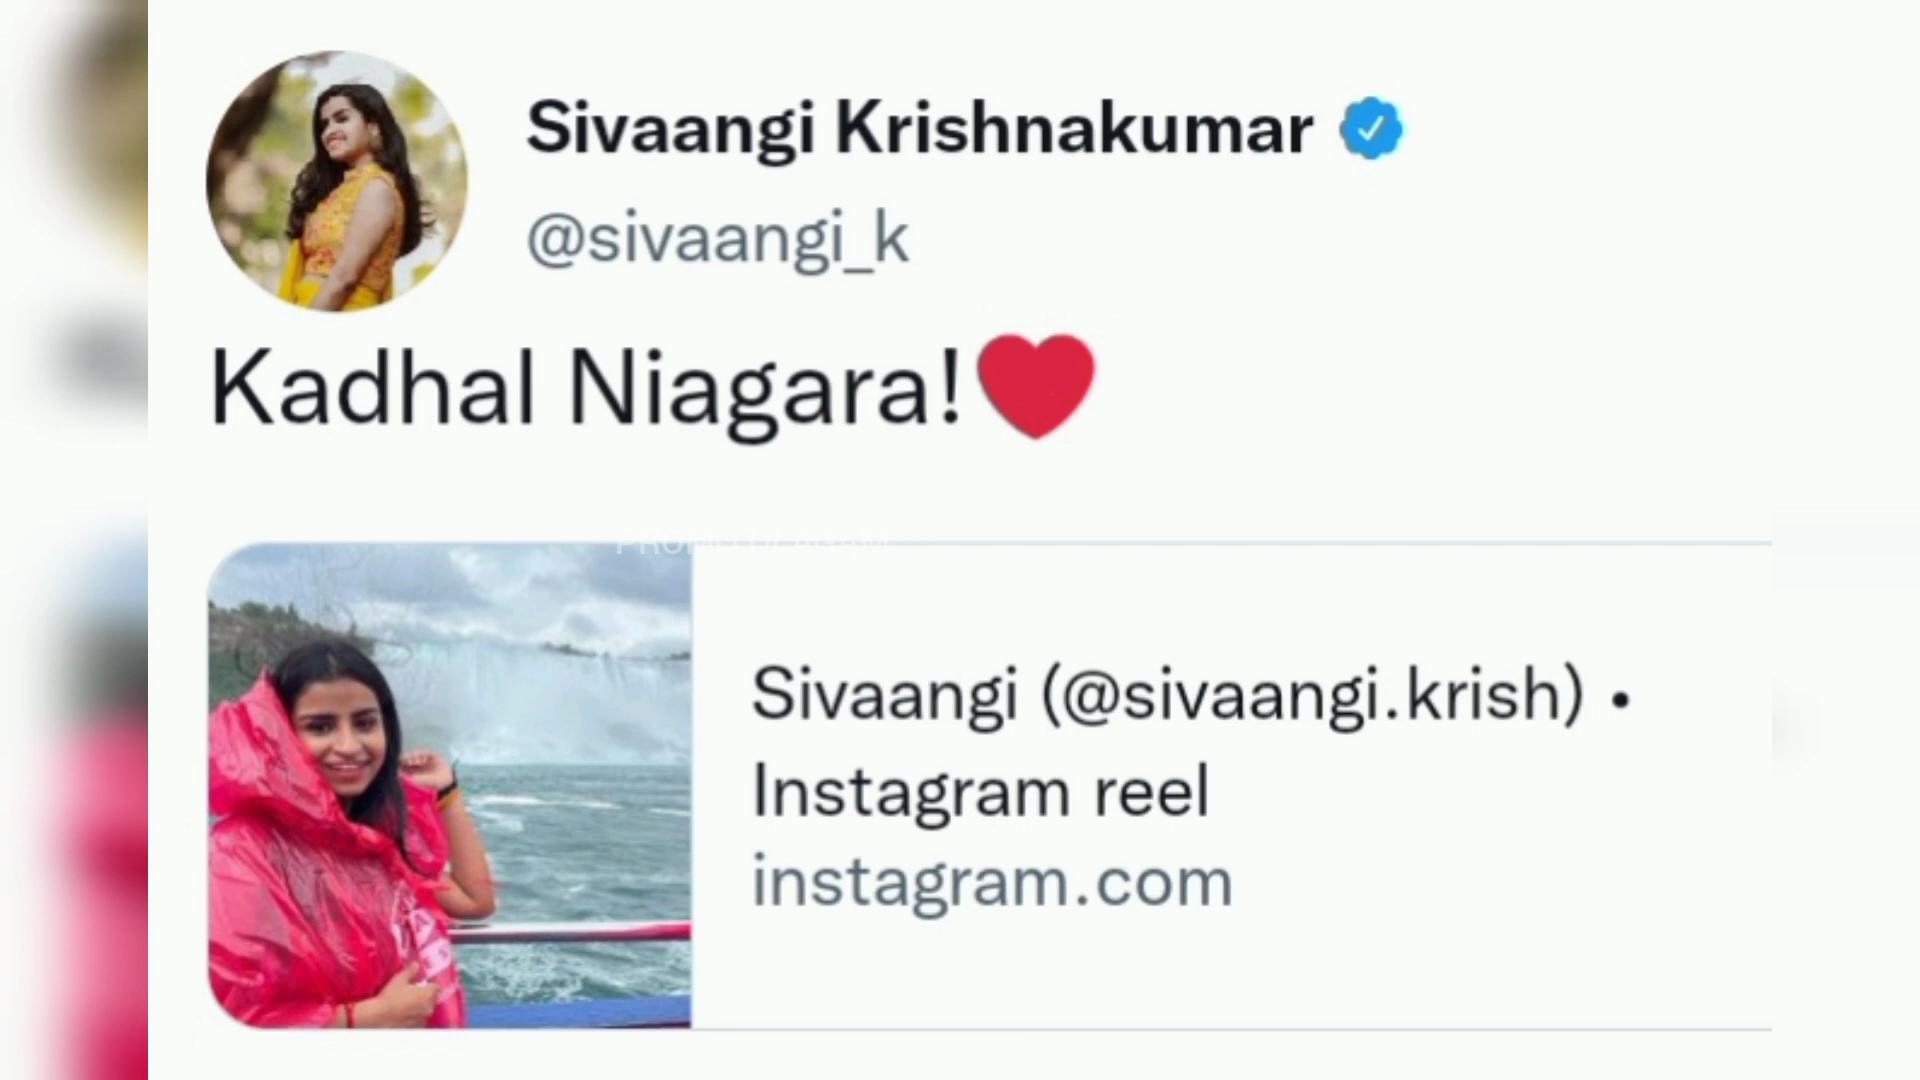 Sivaangi Krishnakumar
@sivaangi_k
Kadhal Niagara!❤
Sivaangi (@sivaangi.krish) •
Instagram reel
instagram.com